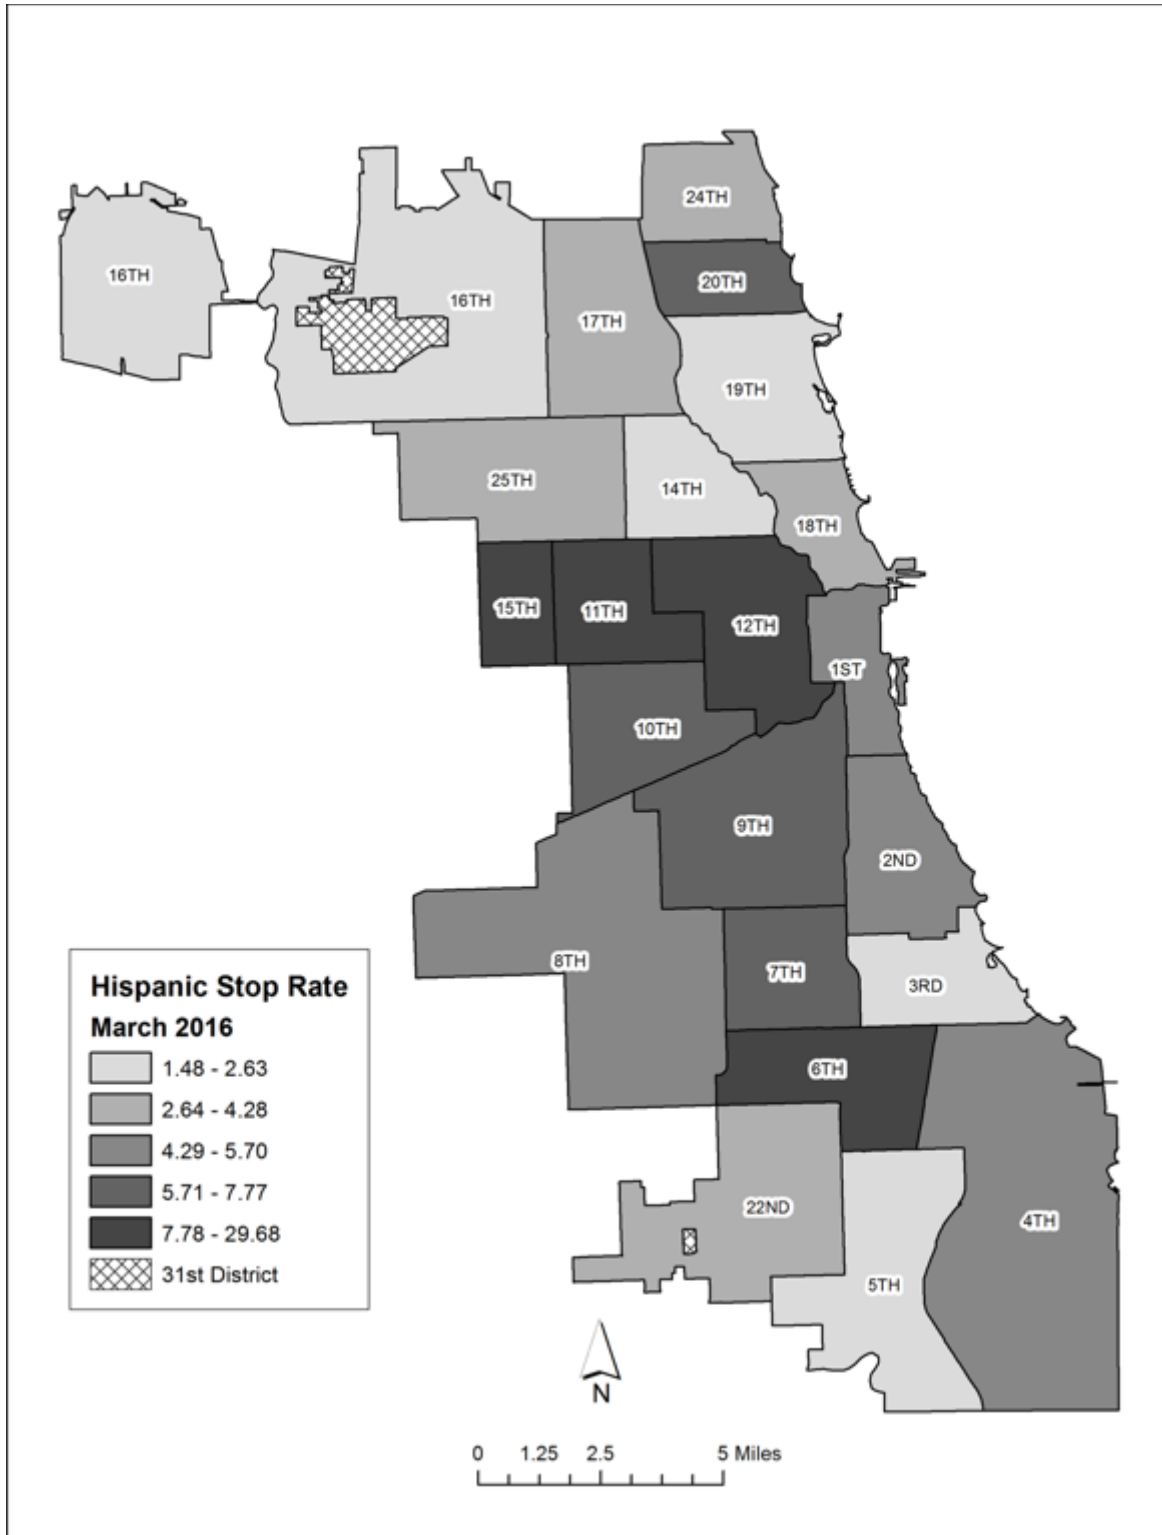 24TH
16TH
20TH
16TH
17TH
19TH
25TH
14TH
18TH
15TH
11TH
12TH
1ST
10TH
9TH
2ND
8TH
7TH
3RD
6TH
22ND
4TH
5TH
Hispanic Stop Rate
March 2016
1.48 - 2.63
2.64 - 4.28
4.29 - 5.70
5.71 - 7.77
7.78 - 29.68
31st District
N
0 1.25 2.5 5 Miles